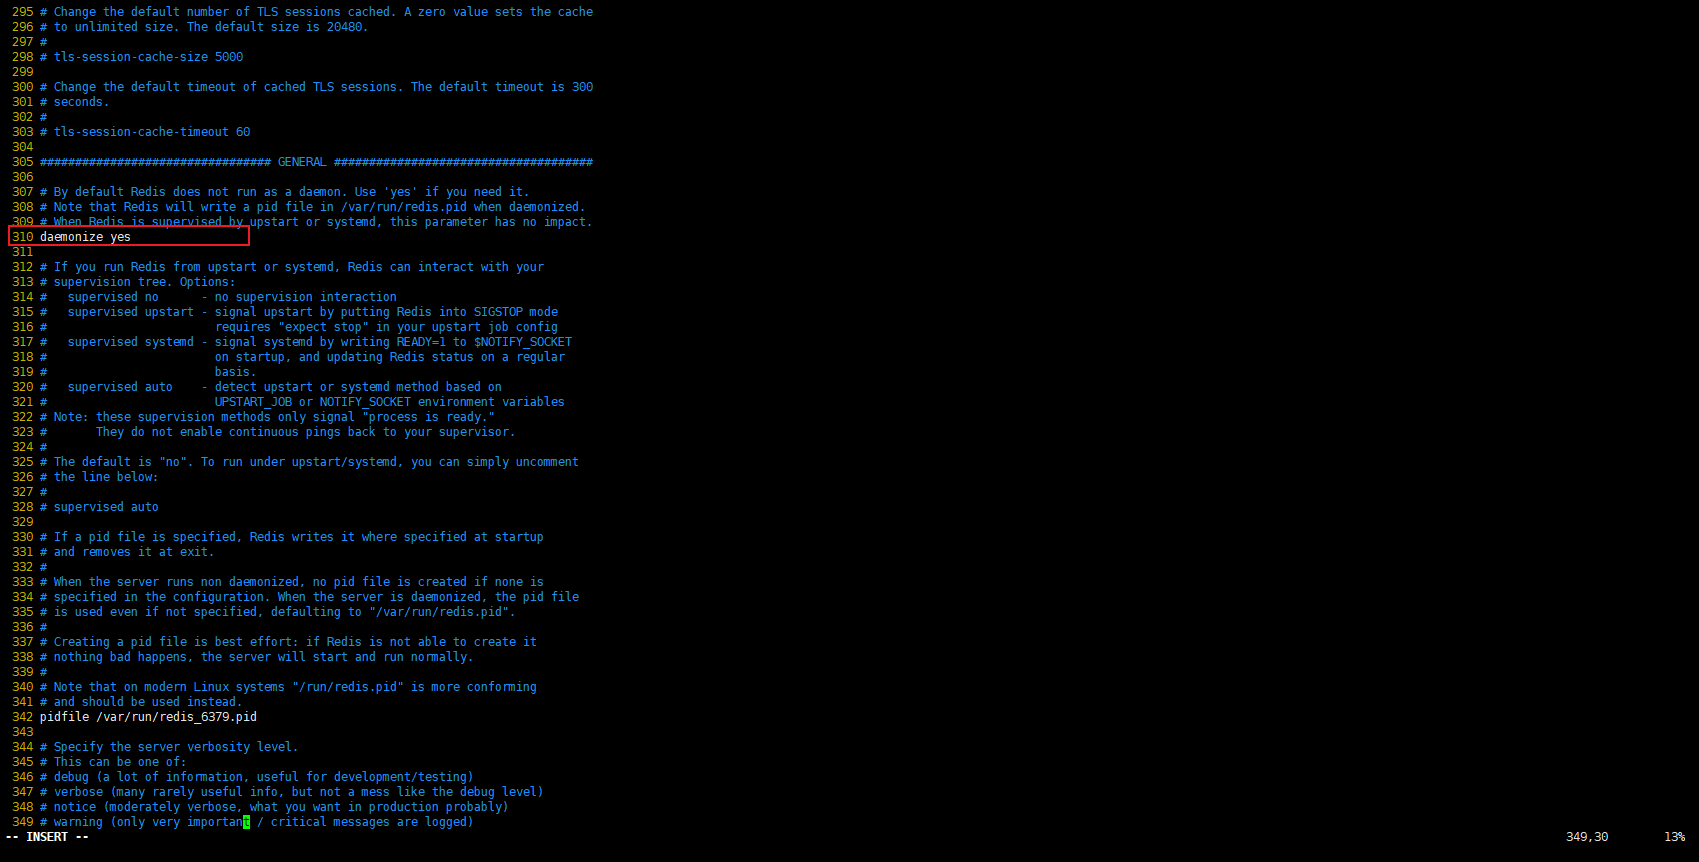 295 # Change the default number of TLS sessions cached. A zero value sets the cache
296 # to unlimited size. The default size is 20480.
297 #
298 # tls-session-cache-size 5000
299
300 # Change the default timeout of cached TLS sessions. The default timeout is 300
301 # seconds.
302 #
303 # tls-session-cache-timeout 60
304
305 ################################# GENERAL #####################################
306
307 # By default Redis does not run as a daemon. Use 'yes' if you need it.
308 # Note that Redis will write a pid file in /var/run/redis.pid when daemonized.
309 # When Redis is supervised by upstart or systemd, this parameter has no impact.
310 daemonize yes
311
312 # If you run Redis from upstart or systemd, Redis can interact with your
313 # supervision tree. Options:
314 #   supervised no      - no supervision interaction
315 #   supervised upstart - signal upstart by putting Redis into SIGSTOP mode
316 #                        requires "expect stop" in your upstart job config
317 #   supervised systemd - signal systemd by writing READY=1 to $NOTIFY_SOCKET
318 #                        on startup, and updating Redis status on a regular
319 #                        basis.
320 #   supervised auto    - detect upstart or systemd method based on
321 #                        UPSTART_JOB or NOTIFY_SOCKET environment variables
322 # Note: these supervision methods only signal "process is ready."
323 #       They do not enable continuous pings back to your supervisor.
324 #
325 # The default is "no". To run under upstart/systemd, you can simply uncomment
326 # the line below:
327 #
328 # supervised auto
329
330 # If a pid file is specified, Redis writes it where specified at startup
331 # and removes it at exit.
332 #
333 # When the server runs non daemonized, no pid file is created if none is
334 # specified in the configuration. When the server is daemonized, the pid file
335 # is used even if not specified, defaulting to "/var/run/redis.pid".
336 #
337 # Creating a pid file is best effort: if Redis is not able to create it
338 # nothing bad happens, the server will start and run normally.
339 #
340 # Note that on modern Linux systems "/run/redis.pid" is more conforming
341 # and should be used instead.
342 pidfile /var/run/redis_6379.pid
343
344 # Specify the server verbosity level.
345 # This can be one of:
346 # debug (a lot of information, useful for development/testing)
347 # verbose (many rarely useful info, but not a mess like the debug level)
348 # notice (moderately verbose, what you want in production probably)
349 # warning (only very important / critical messages are logged)
-- INSERT -- 349,30 13%